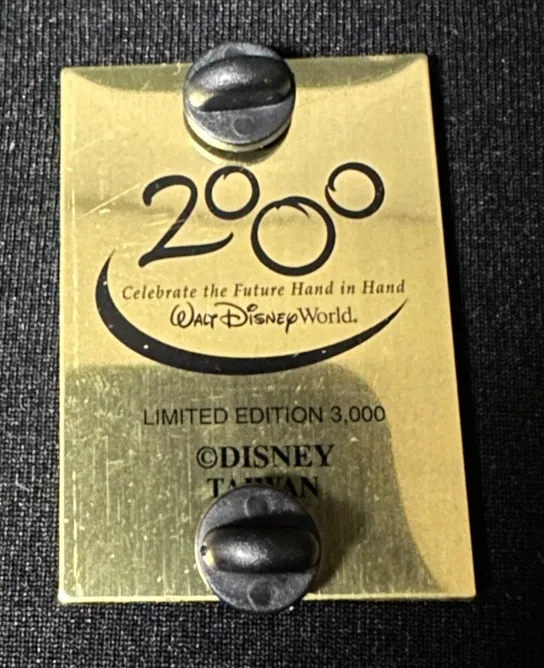 2000
Celebrate the Future Hand in Hand
Walt Disney World.
LIMITED EDITION 3,000
©DISNEY
TAIWAN